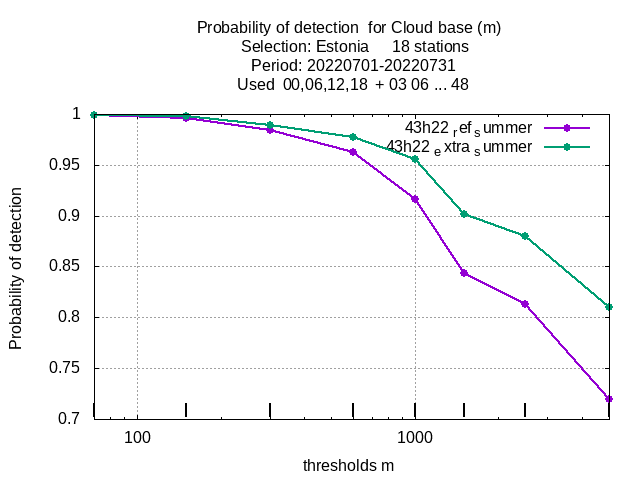 Probability of detection  for Cloud base (m)
Selection: Estonia     18 stations
Period: 20220701-20220731
Used  00,06,12,18  + 03 06 ... 48
43h22 ref summer
43h22 extra summer
1
0.95
0.9
0.85
0.8
0.75
0.7
Probability of detection
100
1000
thresholds m